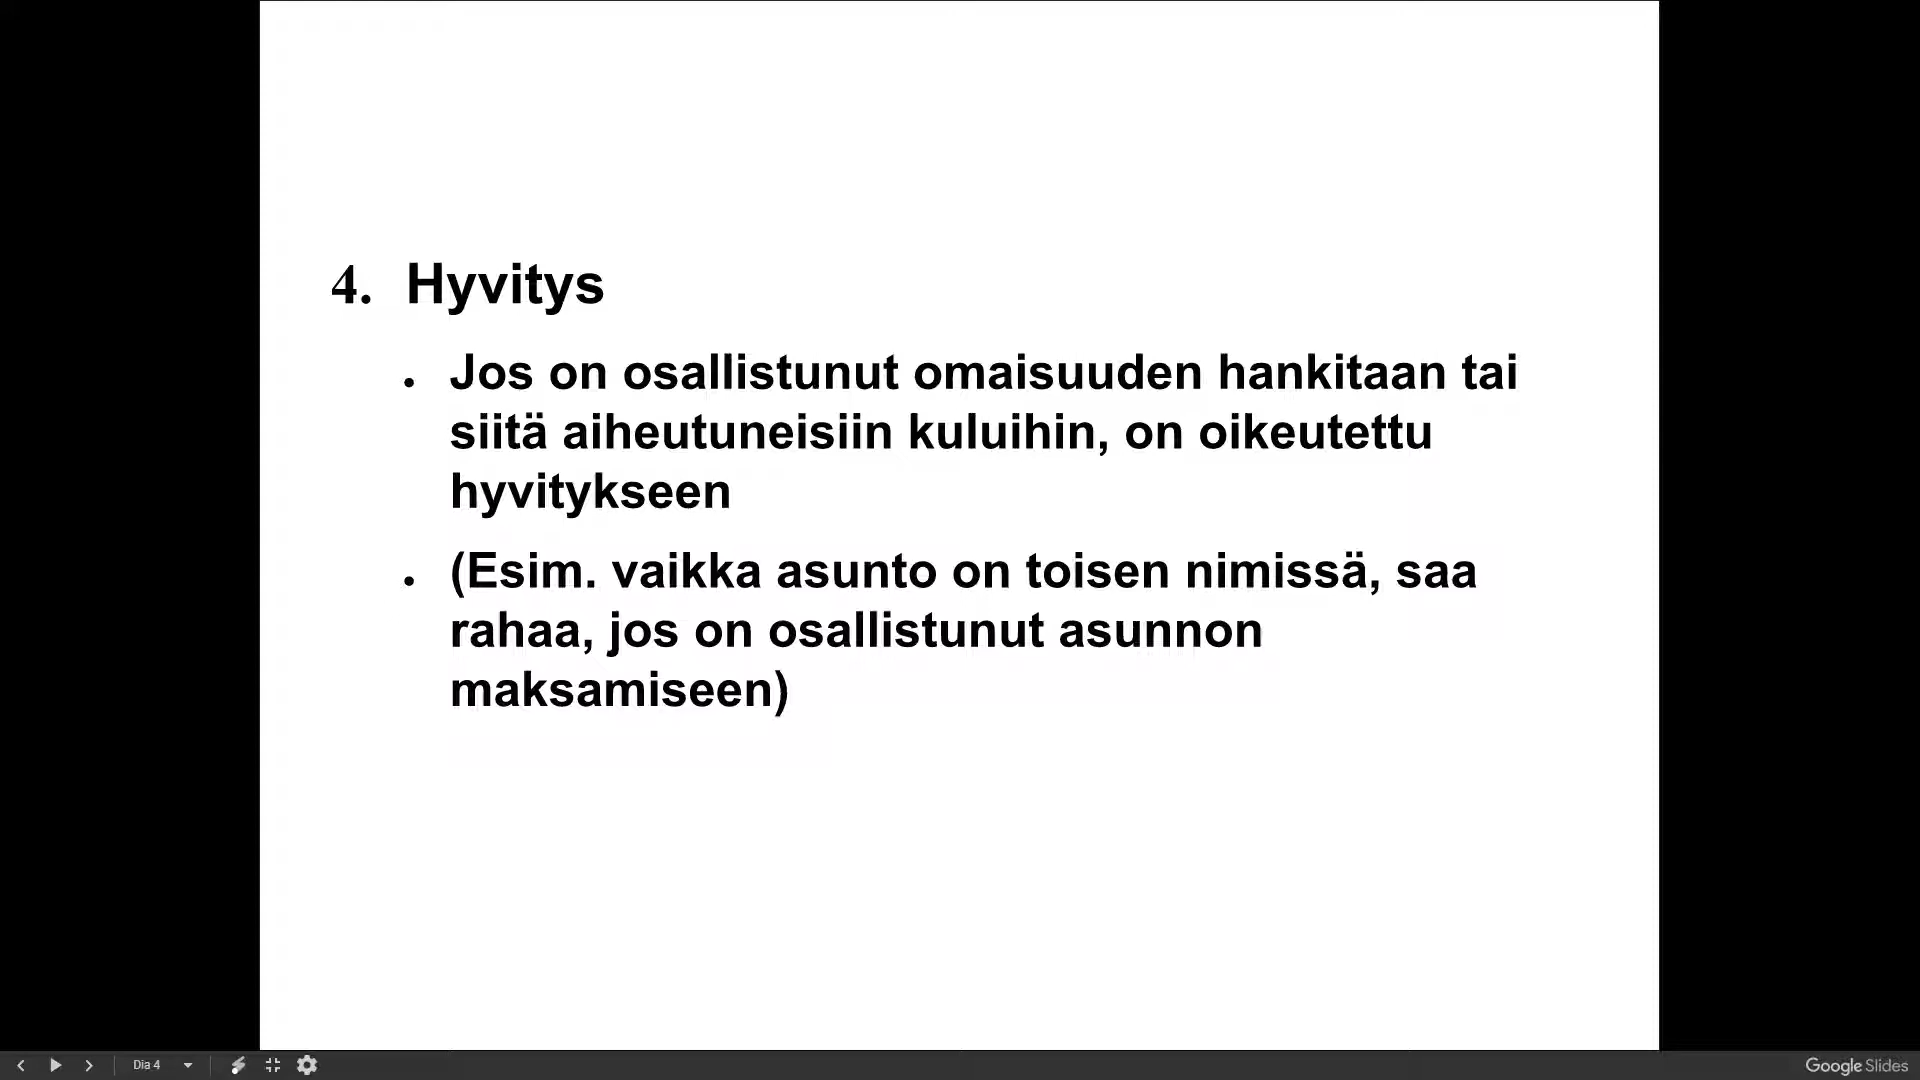 4. Hyvitys
• Jos on osallistunut omaisuuden hankitaan tai
siitä aiheutuneisiin kuluihin, on oikeutettu
hyvitykseen
• (Esim. vaikka asunto on toisen nimissä, saa
rahaa, jos on osallistunut asunnon
maksamiseen)
Dia 4
Google Slides